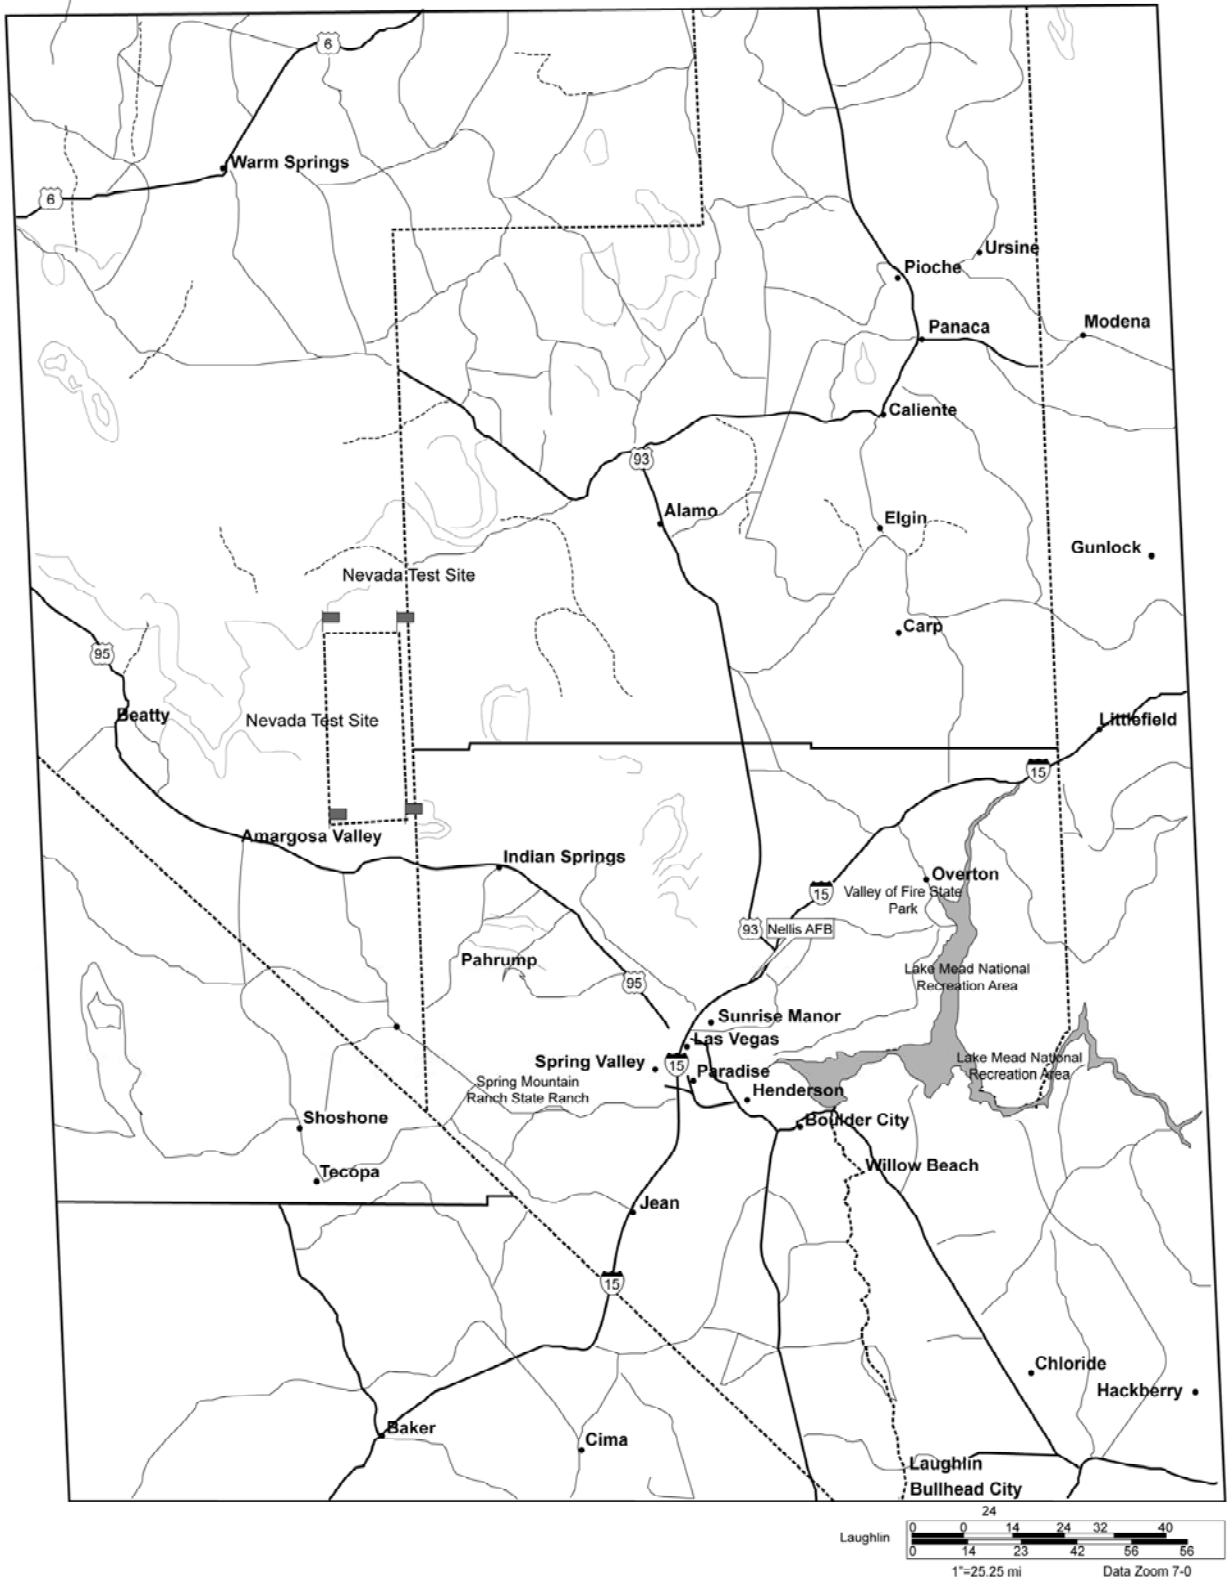 6
Warm Springs
6
Ursine
Pioche
Panaca
Modena
Caliente
93
Alamo
Elgin
Gunlock
Nevada Test Site
Carp
95
Beatty
Nevada Test Site
Littlefield
15
Amargosa Valley
Indian Springs
Overton
15
Valley of Fire State
Park
93
Nellis AFB
Pahrump
Lake Mead National
Recreation Area
95
Sunrise Manor
Las Vegas
Spring Valley
15
Paradise
Lake Mead National
Recreation Area
Spring Mountain
Ranch State Ranch
Henderson
Shoshone
Boulder City
Willow Beach
Tecopa
Jean
15
Chloride
Hackberry
Baker
Cima
Laughlin
Bullhead City
24
0 0 14 24 32 40
Laughlin
0 14 23 42 56 56
1"=25.25 mi Data Zoom 7-0